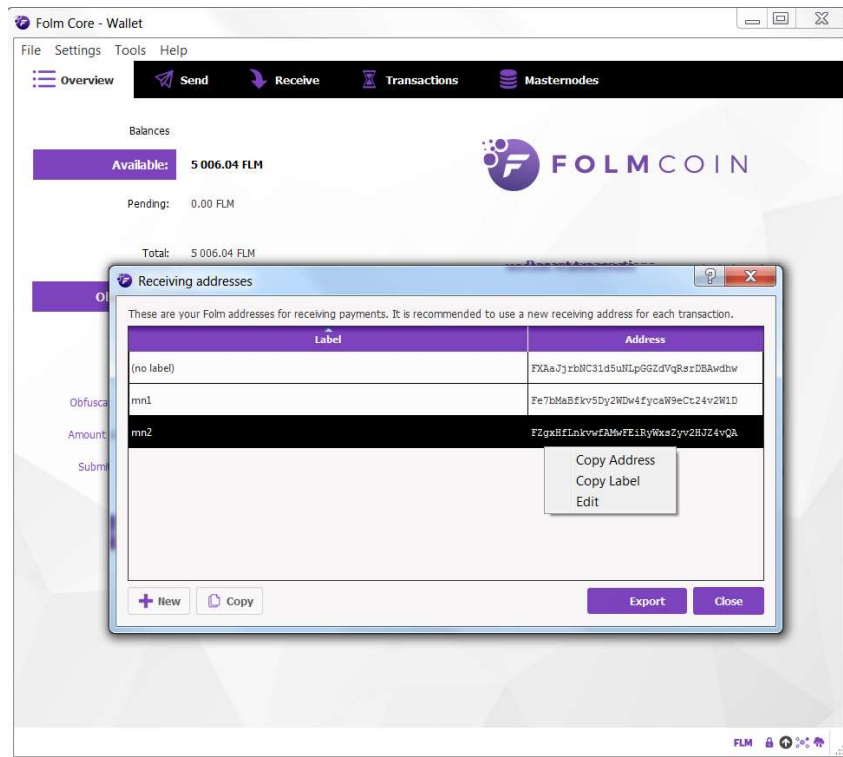 Folm Core - Wallet
File Settings Tools Help
Overview Send Receive Transactions Masternodes
Balances
Available: 5 006.04 FLM
FOLMCOIN
Pending: 0.00 FLM
Total: 5 006.04 FLM
Receiving addresses
These are your Folm addresses for receiving payments. It is recommended to use a new receiving address for each transaction.
Label Address
(no label) FXAaJjrbNC31d5uNLpGGZdVqRsrDBAwdhw
mn1 Fe7bMaBfkv5Dy2WDw4fycaW9eCt24v2W1D
mn2 FZgxHfLnkvwfAMwFEiRyWxsZyv2HJZ4vQA
Copy Address
Copy Label
Edit
New Copy Export Close
Amount
FLM